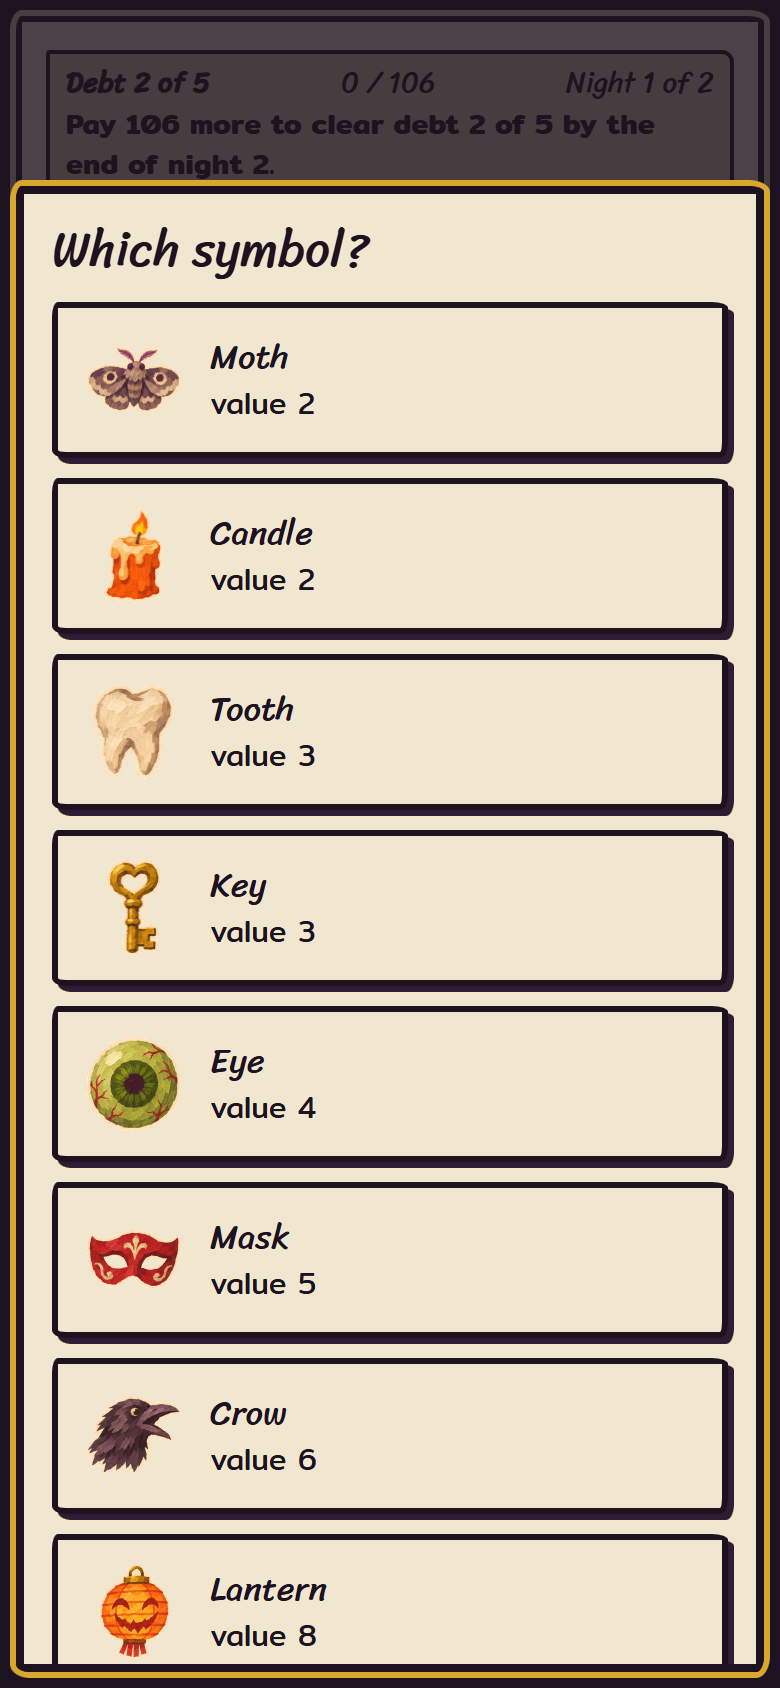 Debt 2 of 5
0 / 106
Night 1 of 2
Pay 106 more to clear debt 2 of 5 by the
end of night 2.
Which symbol?
Moth
value 2
Candle
value 2
Tooth
value 3
Key
value 3
Eye
value 4
Mask
value 5
Crow
value 6
Lantern
value 8